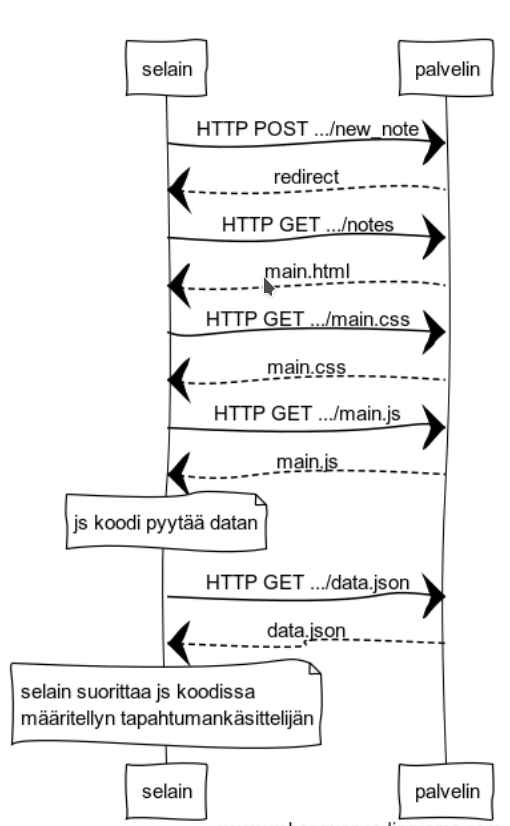 selain palvelin
HTTP POST .../new_note
redirect
HTTP GET .../notes
main.html
HTTP GET .../main.css
main.css
HTTP GET .../main.js
main.js
js koodi pyytää datan
HTTP GET .../data.json
data.json
selain suorittaa js koodissa
määritellyn tapahtumankäsittelijän
selain palvelin